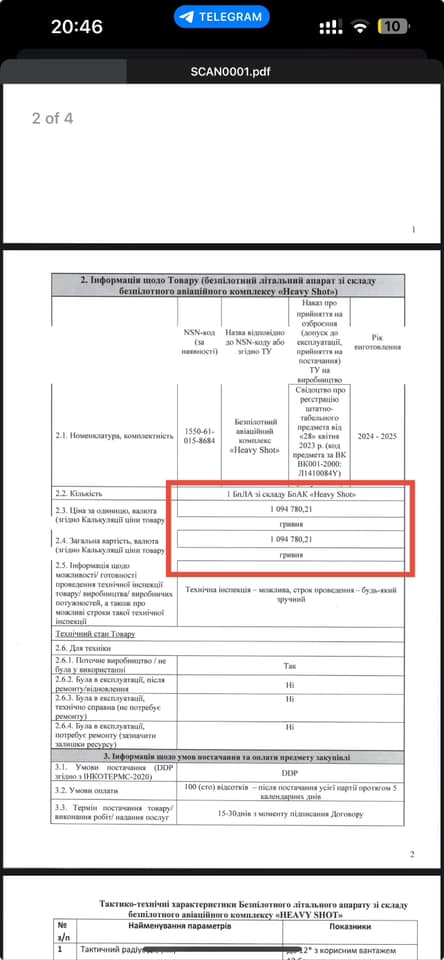 20:46
TELEGRAM
10
SCAN0001.pdf
2 of 4
1
2. Інформація щодо Товару (безпілотний літальний апарат зі складу
безпілотного авіаційного комплексу «Heavy Shot»)
NSN-код
(за
наявності)
Назва відповідно
до NSN-коду або
згідно ТУ
Наказ про
прийняття на
озброєння
(допуск до
експлуатації,
прийняття на
постачання)
ТУ на
виробництво
Рік
виготовлення
2.1. Номенклатура, комплектність
1550-61-
015-8684
Безпілотний
авіаційний
комплекс
«Heavy Shot»
Свідоцтво про
реєстрацію
штатно-
табельного
предмета від
«28» квітня
2023 р. (код
предмета за ВК
ВК001-2000:
Л1410084Y)
2024 - 2025
2.2. Кількість
1 БпЛА зі складу БпАК «Heavy Shot»
2.3. Ціна за одиницю, валюта
(згідно Калькуляції ціни товару
1 094 780,21
гривня
2.4. Загальна вартість, валюта
(згідно Калькуляції ціни товару
1 094 780,21
гривня
2.5. Інформація щодо
можливості/ готовності
проведення технічної інспекції
товару/ виробництва/ виробничих
потужностей, а також про
можливі строки такої технічної
інспекції
Технічна інспекція – можлива, строк проведення – будь-який
зручний
Технічний стан Товару
2.6. Для техніки
2.6.1. Поточне виробництво / не
була у використанні
Так
2.6.2. Була в експлуатації, після
ремонту/відновлення
Ні
2.6.3. Була в експлуатації,
технічно справна (не потребує
ремонту)
Ні
2.6.4. Була в експлуатації,
потребує ремонту (зазначити
залишки ресурсу)
Ні
3. Інформація щодо умов постачання та оплати предмету закупівлі
3.1. Умови постачання (DDP
згідно з ІНКОТЕРМС-2020)
DDP
3.2. Умови оплати
100 (сто) відсотків – після постачання усієї партії протягом 5
календарних днів
3.3. Термін постачання товару/
виконання робіт/ надання послуг
15-30днів з моменту підписання Договору
2
Тактико-технічні характеристики Безпілотного літального апарату зі складу
безпілотного авіаційного комплексу «HEAVY SHOT»
№
з/п
Найменування параметрів
Показники
1
Тактичний
12* з корисним вантажем